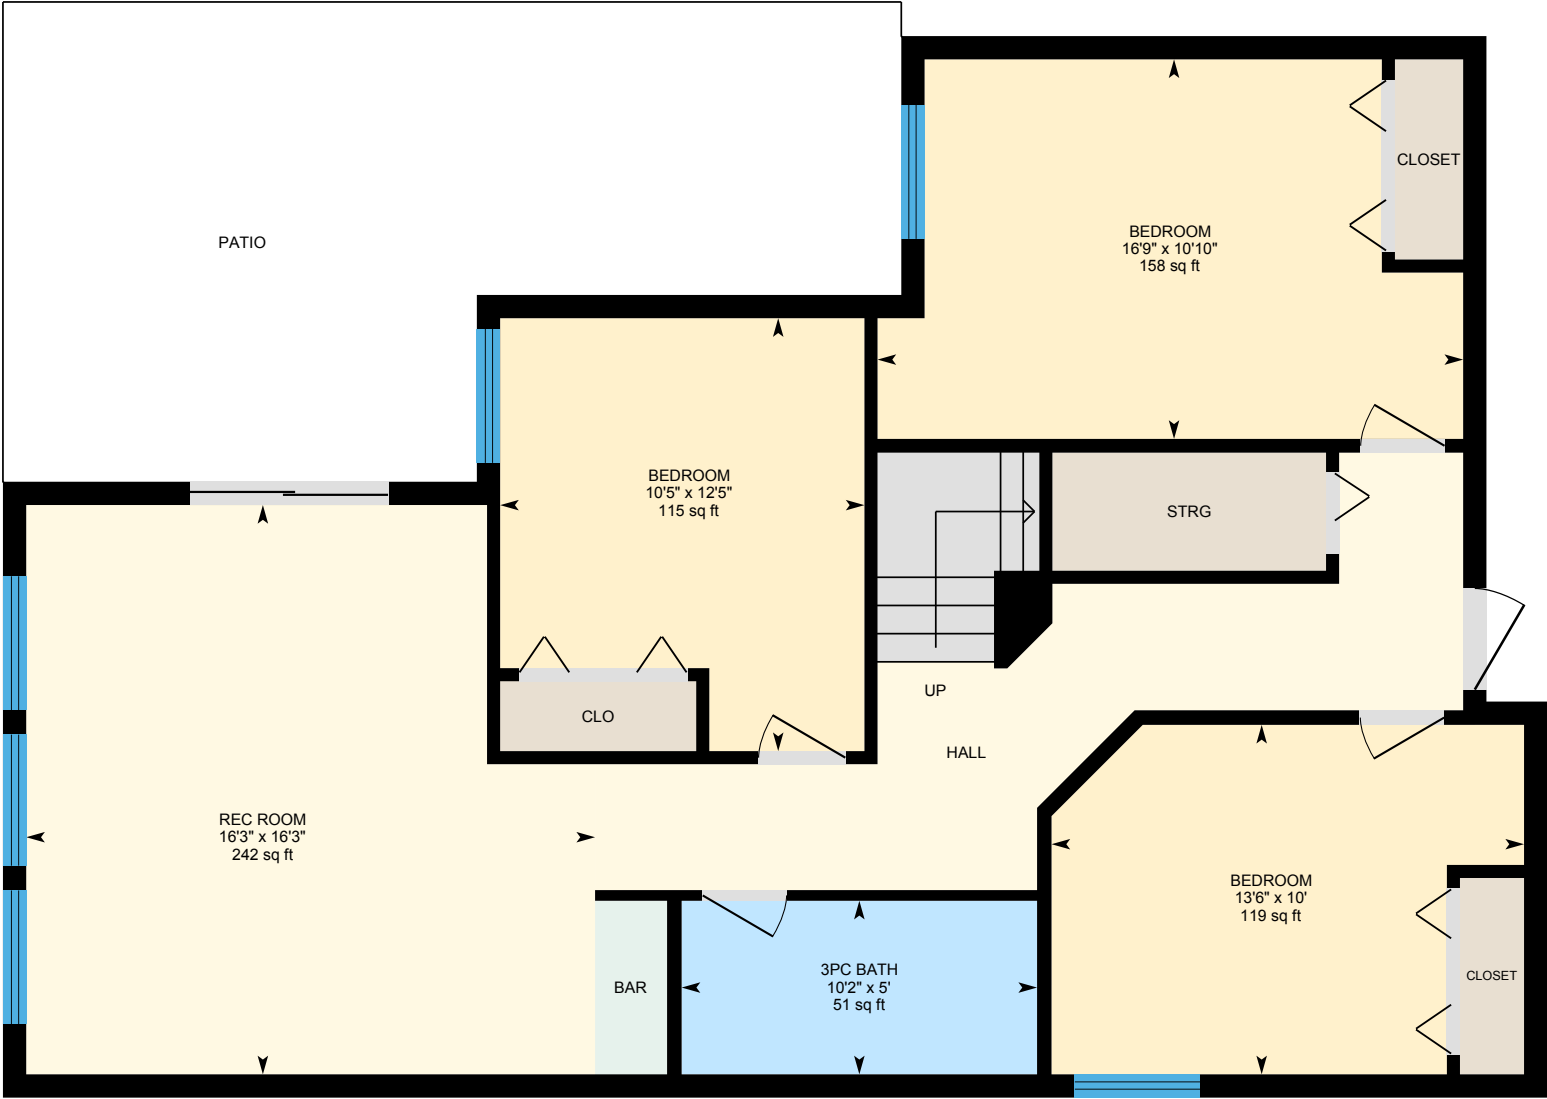 PATIO
BEDROOM
16'9" x 10'10"
158 sq ft
CLOSET
BEDROOM
10'5" x 12'5"
115 sq ft
STRG
CLO
UP
HALL
REC ROOM
16'3" x 16'3"
242 sq ft
BEDROOM
13'6" x 10'
119 sq ft
BAR
3PC BATH
10'2" x 5'
51 sq ft
CLOSET